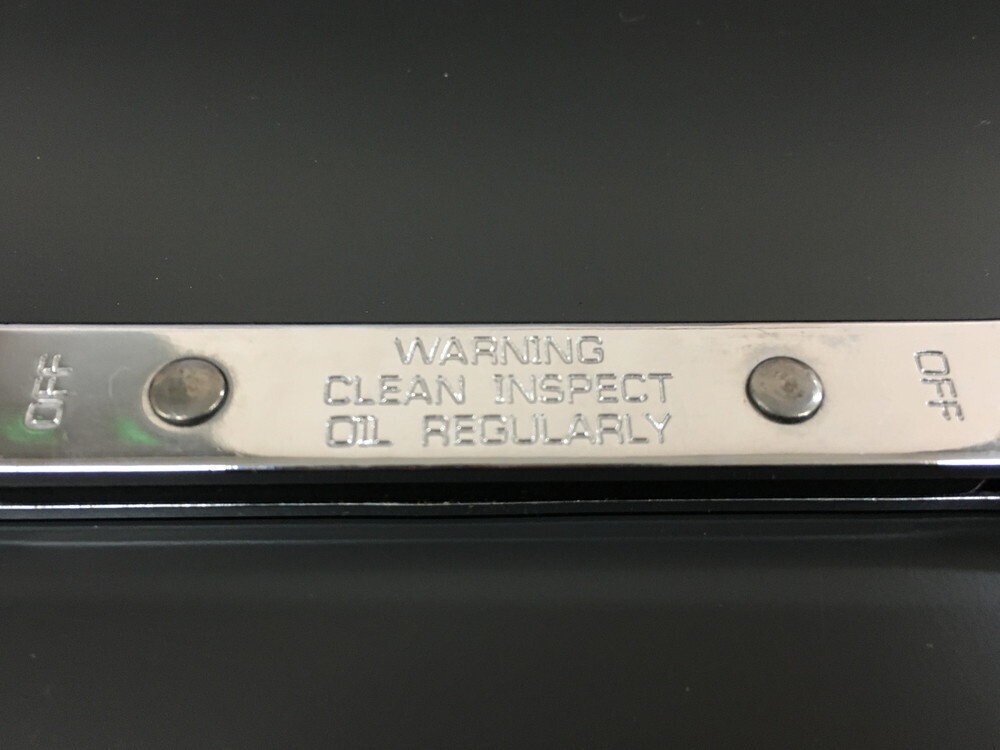 OFF
WARNING
CLEAN INSPECT
OIL REGULARLY
OFF